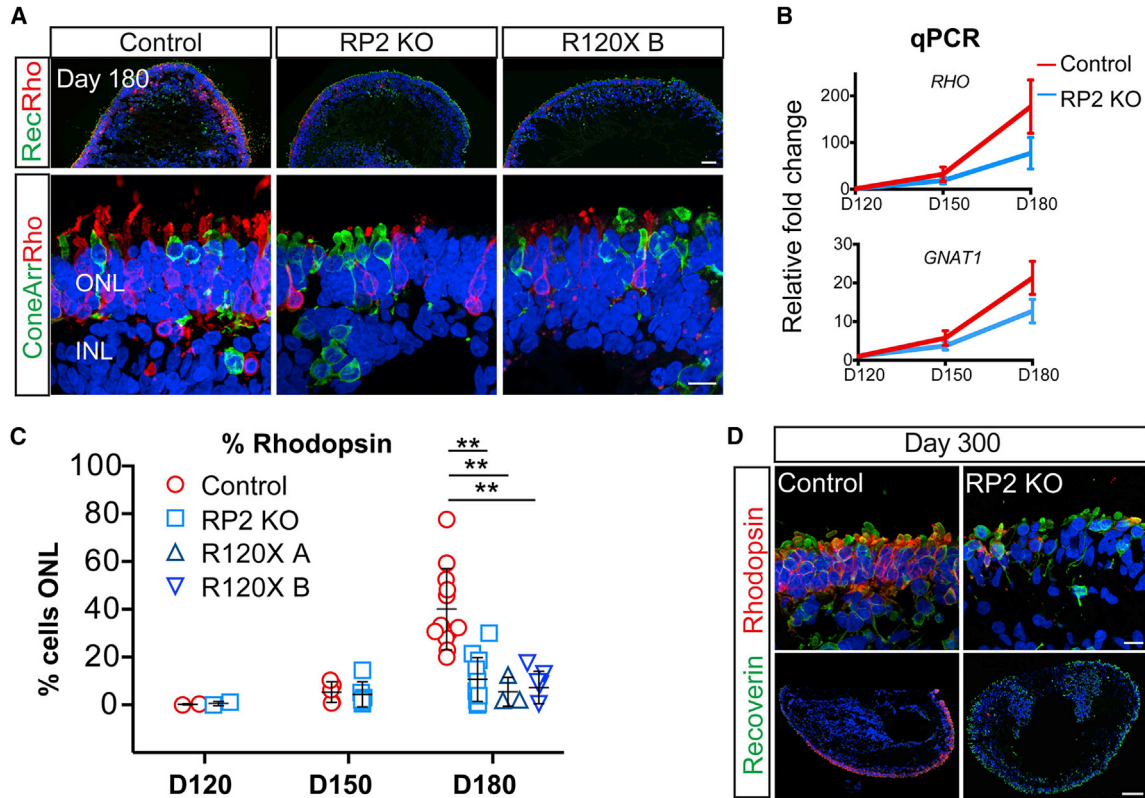 A
Control
RP2 KO
R120X B
Day 180
RecRho
ConeArrRho
ONL
INL
B
qPCR
Control
RP2 KO
Relative fold change
RHO
200
100
0
D120 D150 D180
GNAT1
30
20
10
0
D120 D150 D180
C
% Rhodopsin
% cells ONL
100
80
60
40
20
0
Control
RP2 KO
R120X A
R120X B
**
**
**
D120 D150 D180
D
Day 300
Control
RP2 KO
Rhodopsin
Recoverin